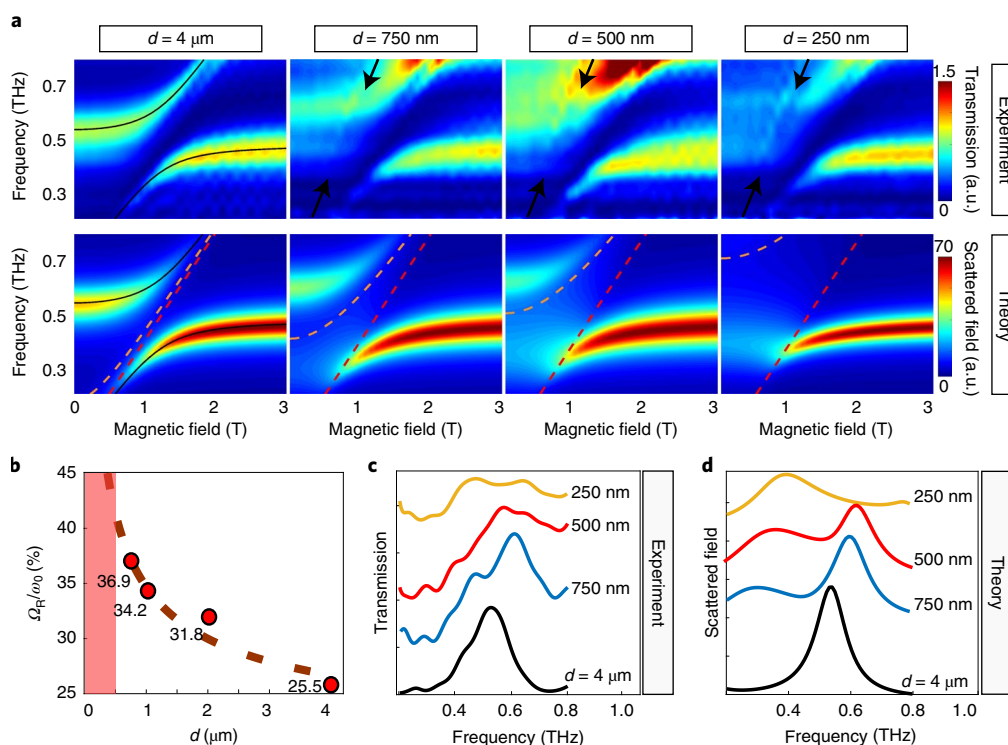 a
d = 4 μm
d = 750 nm
d = 500 nm
d = 250 nm
Frequency (THz)
0.7
0.5
0.3
1.5
0
Transmission (a.u.)
Experiment
Frequency (THz)
0.7
0.5
0.3
70
0
Scattered field (a.u.)
Theory
0 1 2 3
1 2 3
1 2 3
1 2 3
Magnetic field (T)
Magnetic field (T)
Magnetic field (T)
Magnetic field (T)
b
45
40
35
30
25
Ω_R/ω_0 (%)
36.9
34.2
31.8
25.5
0 1 2 3 4
d (μm)
c
Transmission
250 nm
500 nm
750 nm
d = 4 μm
0.4 0.6 0.8 1.0
Frequency (THz)
Experiment
d
Scattered field
250 nm
500 nm
750 nm
d = 4 μm
0.4 0.6 0.8 1.0
Frequency (THz)
Theory